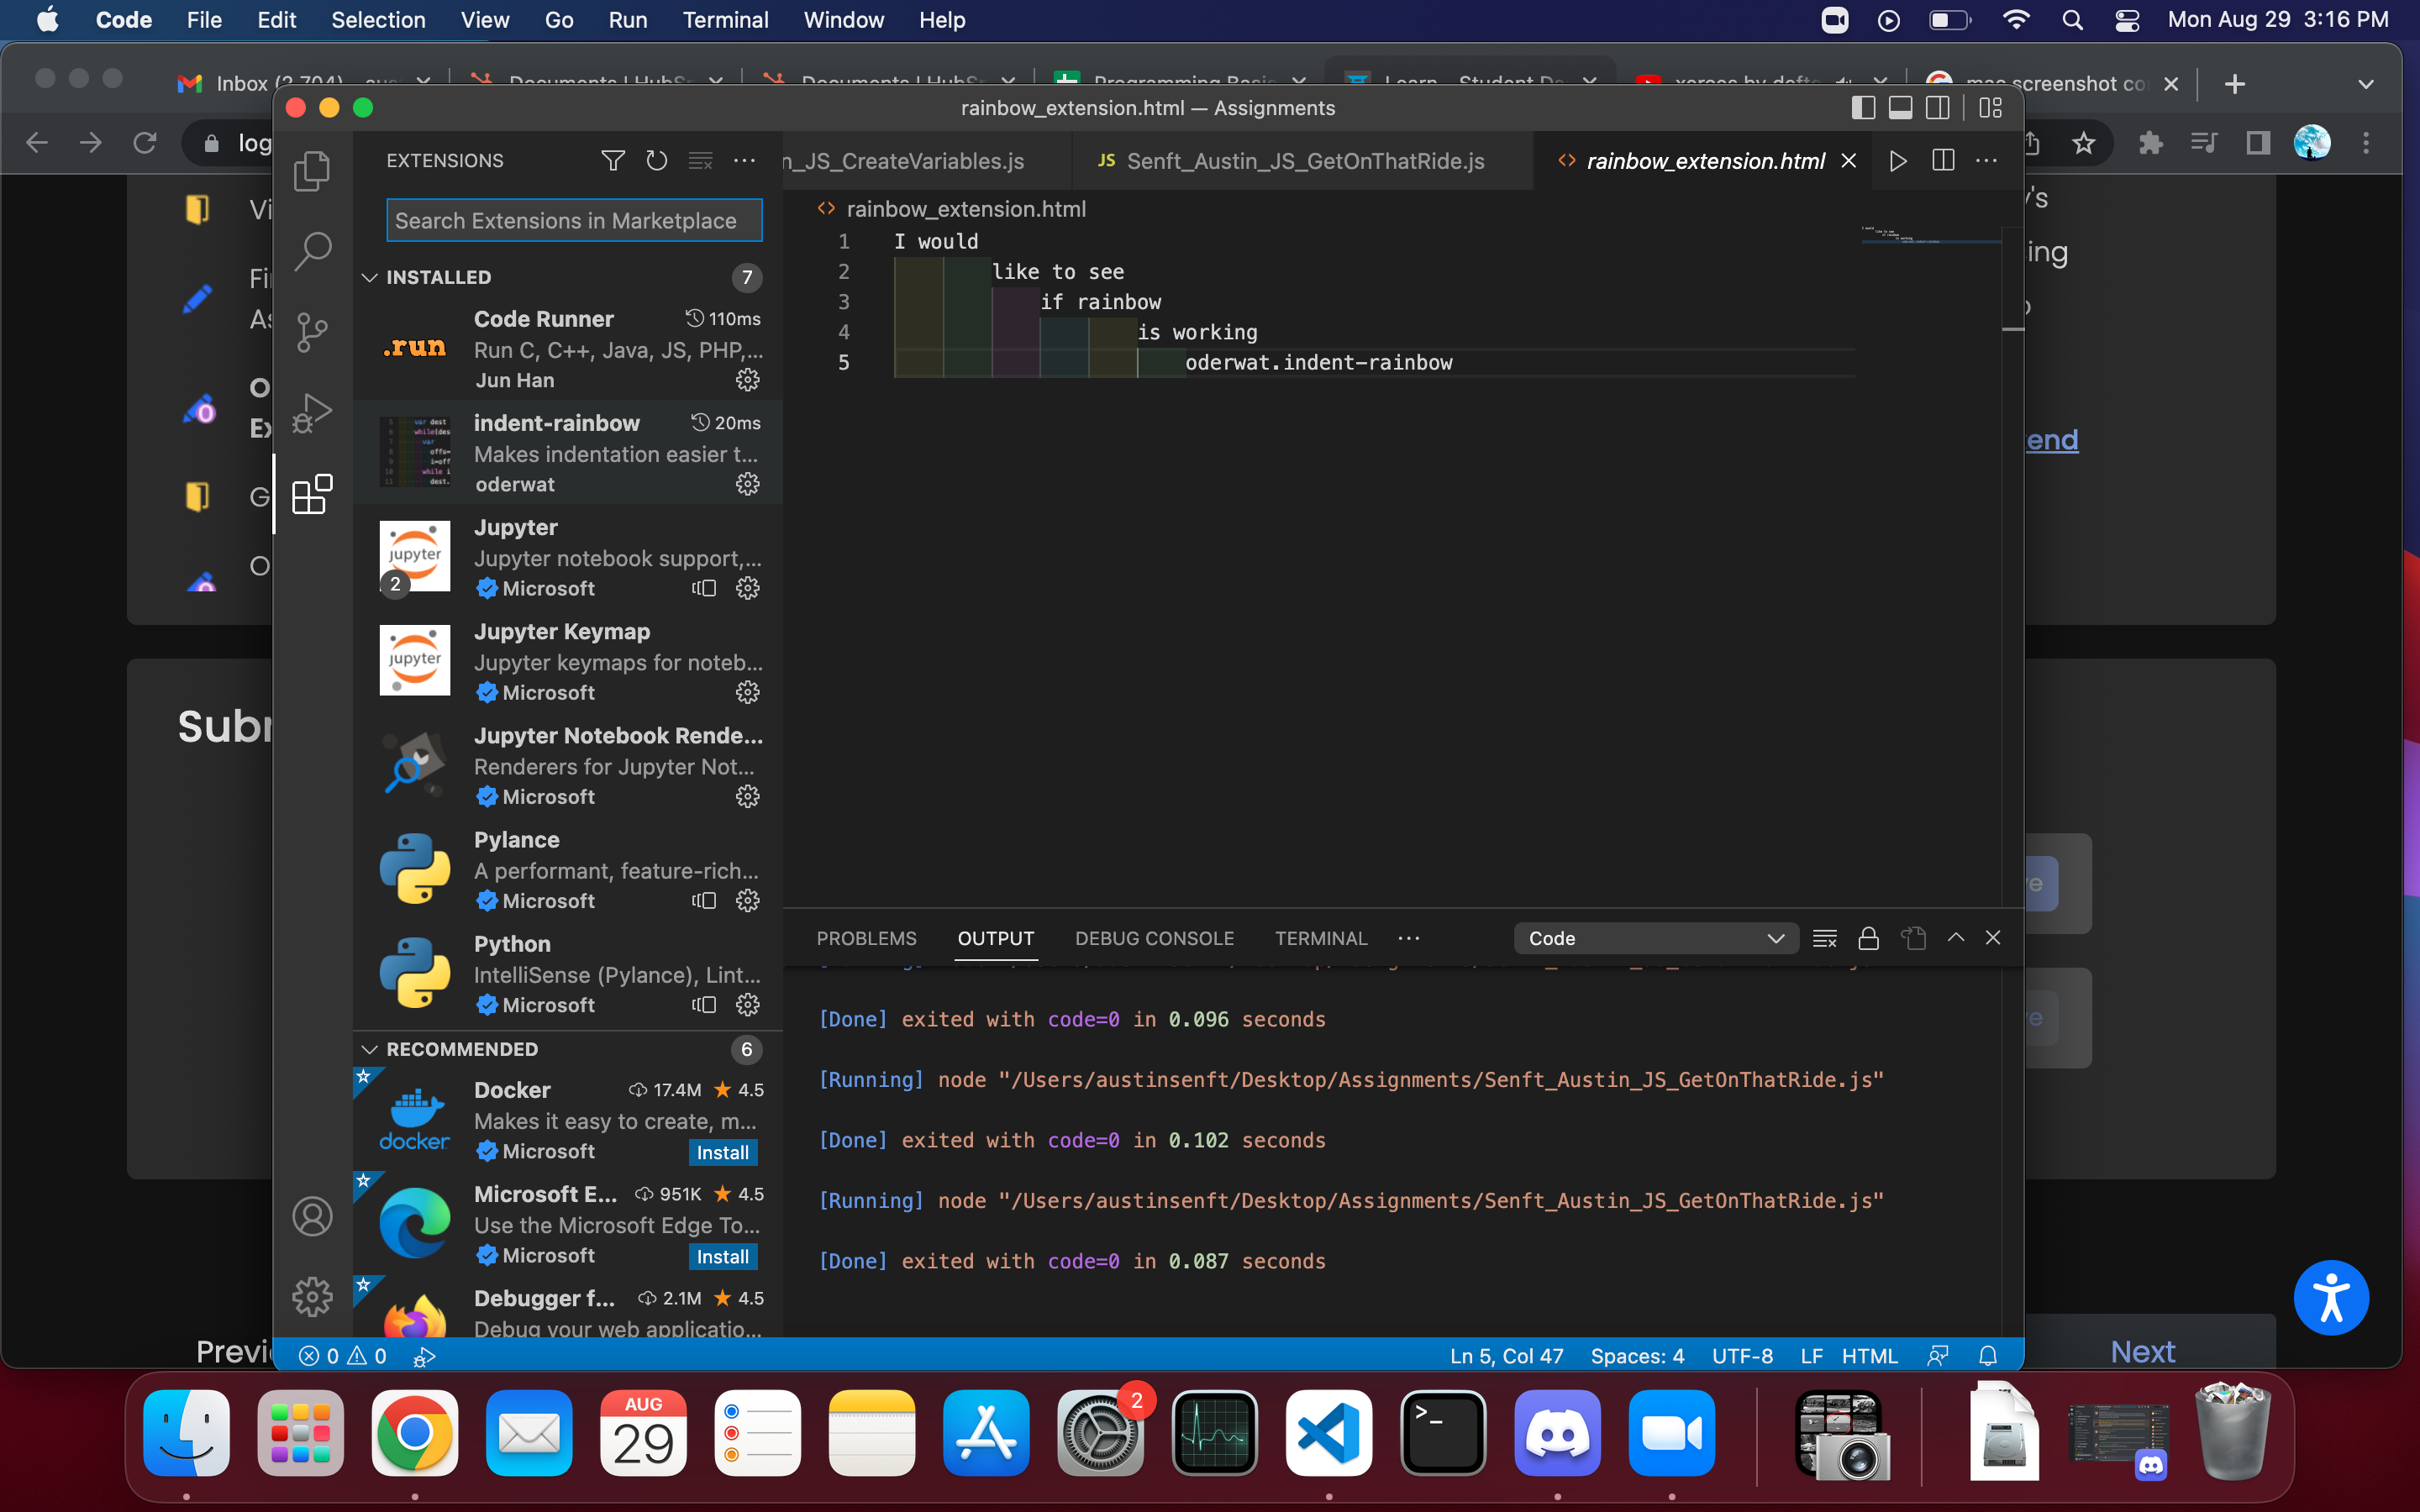 Code File Edit Selection View Go Run Terminal Window Help Mon Aug 29 3:16 PM
Inbox (2,704)
Documents | HubS
Documents | HubS
Programming Basic
Learn - Student Da
xerces by defto
mac screenshot co
log
rainbow_extension.html — Assignments
EXTENSIONS
n_JS_CreateVariables.js
JS Senft_Austin_JS_GetOnThatRide.js
<> rainbow_extension.html
Search Extensions in Marketplace
<> rainbow_extension.html
1 I would
2 like to see
3 if rainbow
4 is working
5 oderwat.indent-rainbow
INSTALLED 7
.run
Code Runner 110ms
Run C, C++, Java, JS, PHP,...
Jun Han
indent-rainbow 20ms
Makes indentation easier t...
oderwat
jupyter
2
Jupyter
Jupyter notebook support,...
Microsoft
jupyter
Jupyter Keymap
Jupyter keymaps for noteb...
Microsoft
Jupyter Notebook Rende...
Renderers for Jupyter Not...
Microsoft
Pylance
A performant, feature-rich...
Microsoft
Python
IntelliSense (Pylance), Lint...
Microsoft
RECOMMENDED 6
docker
Docker 17.4M 4.5
Makes it easy to create, m...
Microsoft Install
Microsoft E... 951K 4.5
Use the Microsoft Edge To...
Microsoft Install
Debugger f... 2.1M 4.5
Debug your web applicatio...
PROBLEMS OUTPUT DEBUG CONSOLE TERMINAL ... Code
[Done] exited with code=0 in 0.096 seconds
[Running] node "/Users/austinsenft/Desktop/Assignments/Senft_Austin_JS_GetOnThatRide.js"
[Done] exited with code=0 in 0.102 seconds
[Running] node "/Users/austinsenft/Desktop/Assignments/Senft_Austin_JS_GetOnThatRide.js"
[Done] exited with code=0 in 0.087 seconds
0 0
Ln 5, Col 47 Spaces: 4 UTF-8 LF HTML
Vi
Fi
As
O
Ex
G
O
Subm
Previ
y's
ing
end
e
e
Next
AUG
29
2
>_